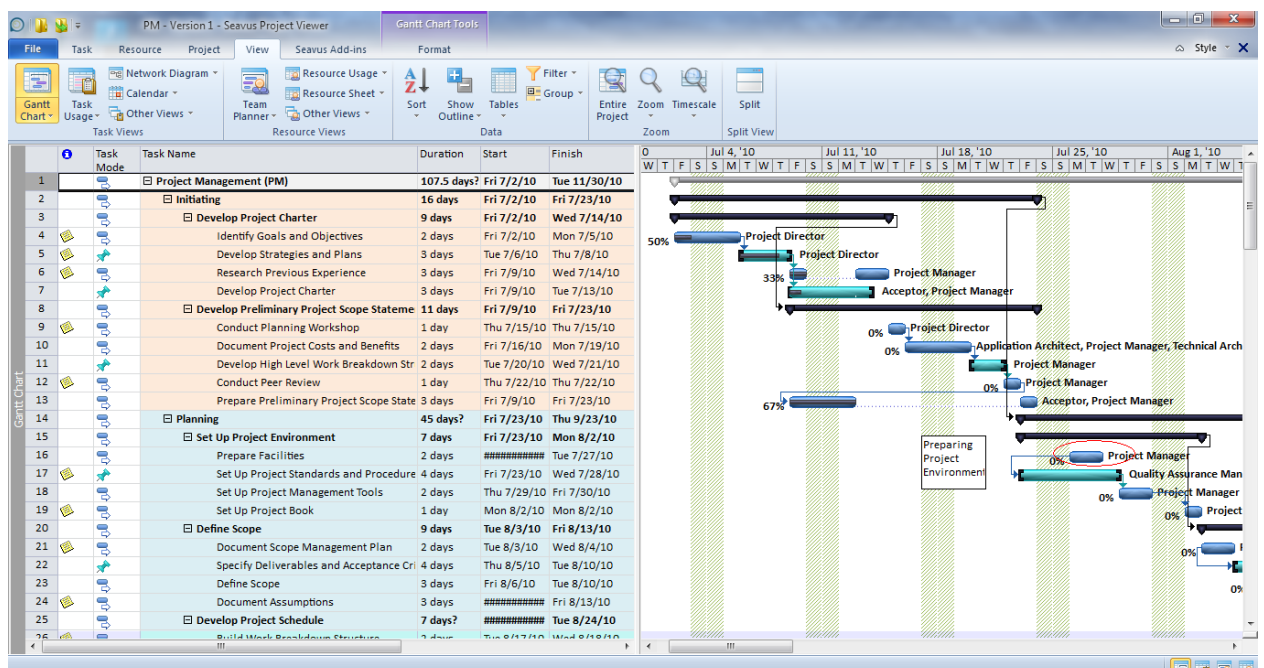 PM - Version 1 - Seavus Project Viewer
Gantt Chart Tools
File Task Resource Project View Seavus Add-ins Format Style
Gantt Chart
Task Usage
Network Diagram
Calendar
Other Views
Task Views
Team Planner
Resource Usage
Resource Sheet
Other Views
Resource Views
Sort
Show Outline
Tables
Filter
Group
Data
Entire Project
Zoom
Timescale
Zoom
Split
Split View
Task Mode Task Name Duration Start Finish
1 Project Management (PM) 107.5 days? Fri 7/2/10 Tue 11/30/10
2 Initiating 16 days Fri 7/2/10 Fri 7/23/10
3 Develop Project Charter 9 days Fri 7/2/10 Wed 7/14/10
4 Identify Goals and Objectives 2 days Fri 7/2/10 Mon 7/5/10
5 Develop Strategies and Plans 3 days Tue 7/6/10 Thu 7/8/10
6 Research Previous Experience 3 days Fri 7/9/10 Wed 7/14/10
7 Develop Project Charter 3 days Fri 7/9/10 Tue 7/13/10
8 Develop Preliminary Project Scope Stateme 11 days Fri 7/9/10 Fri 7/23/10
9 Conduct Planning Workshop 1 day Thu 7/15/10 Thu 7/15/10
10 Document Project Costs and Benefits 2 days Fri 7/16/10 Mon 7/19/10
11 Develop High Level Work Breakdown Str 2 days Tue 7/20/10 Wed 7/21/10
12 Conduct Peer Review 1 day Thu 7/22/10 Thu 7/22/10
13 Prepare Preliminary Project Scope State 3 days Fri 7/9/10 Fri 7/23/10
14 Planning 45 days? Fri 7/23/10 Thu 9/23/10
15 Set Up Project Environment 7 days Fri 7/23/10 Mon 8/2/10
16 Prepare Facilities 2 days ########### Tue 7/27/10
17 Set Up Project Standards and Procedure 4 days Fri 7/23/10 Wed 7/28/10
18 Set Up Project Management Tools 2 days Thu 7/29/10 Fri 7/30/10
19 Set Up Project Book 1 day Mon 8/2/10 Mon 8/2/10
20 Define Scope 9 days Tue 8/3/10 Fri 8/13/10
21 Document Scope Management Plan 2 days Tue 8/3/10 Wed 8/4/10
22 Specify Deliverables and Acceptance Cri 4 days Thu 8/5/10 Tue 8/10/10
23 Define Scope 3 days Fri 8/6/10 Tue 8/10/10
24 Document Assumptions 3 days ########### Fri 8/13/10
25 Develop Project Schedule 7 days? ########### Tue 8/24/10
26 Build Work Breakdown Structure 2 days Tue 8/17/10 Wed 8/18/10
Gantt Chart
0 Jul 4, '10 Jul 11, '10 Jul 18, '10 Jul 25, '10 Aug 1, '10
W T F S S M T W T F S S M T W T F S S M T W T F S S M T W T F S S M T W T
50% Project Director
Project Director
33% Project Manager
Acceptor, Project Manager
0% Project Director
0% Application Architect, Project Manager, Technical Arch
Project Manager
0% Project Manager
67% Acceptor, Project Manager
Preparing
Project
Environment
0% Project Manager
Quality Assurance Man
0% Project Manager
0% Project
0%
0%